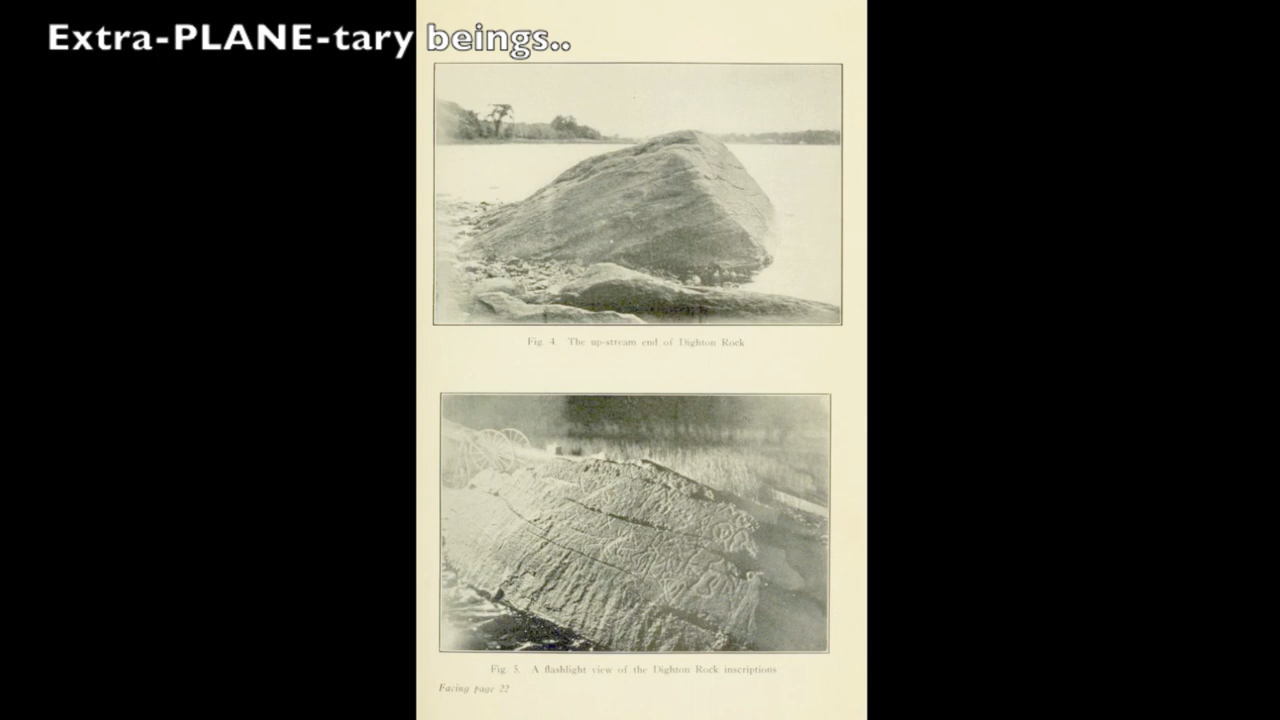 Extra-PLANE-tary beings..
Fig. 4. The up-stream end of Dighton Rock
Fig. 5. A flashlight view of the Dighton Rock inscriptions
Facing page 22